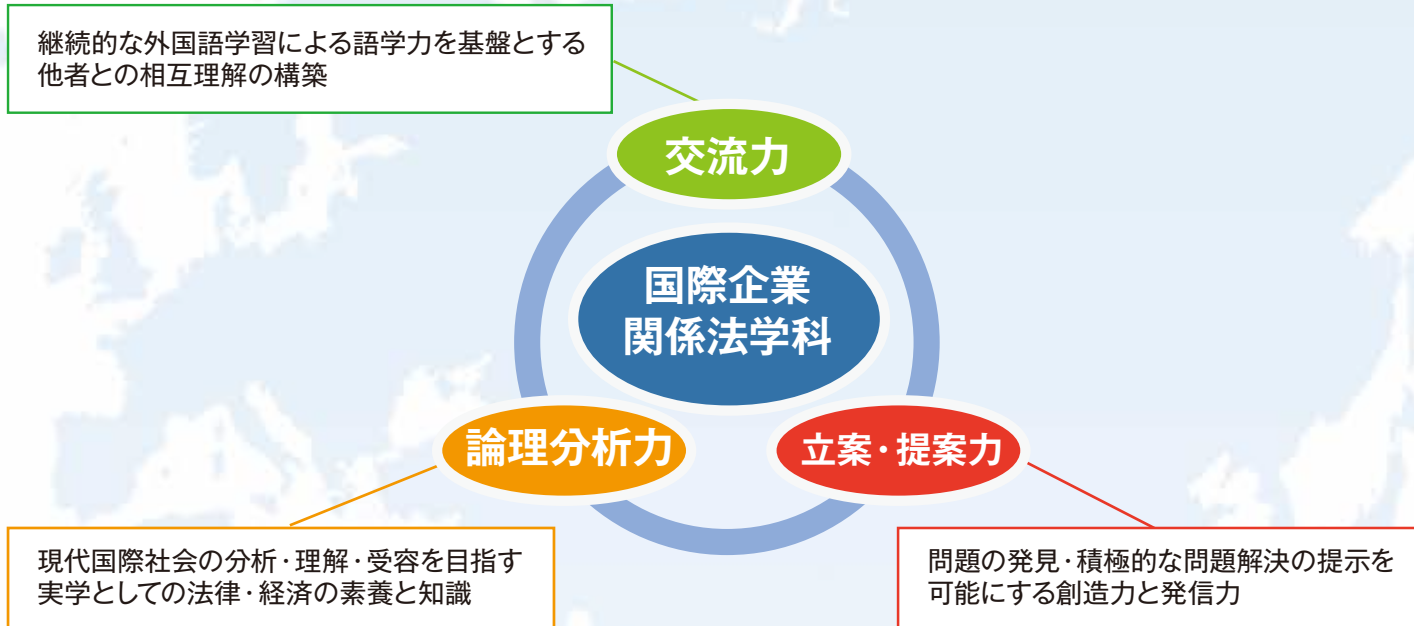 継続的な外国語学習による語学力を基盤とする
他者との相互理解の構築
交流力
国際企業
関係法学科
論理分析力
立案・提案力
現代国際社会の分析・理解・受容を目指す
実学としての法律・経済の素養と知識
問題の発見・積極的な問題解決の提示を
可能にする創造力と発信力